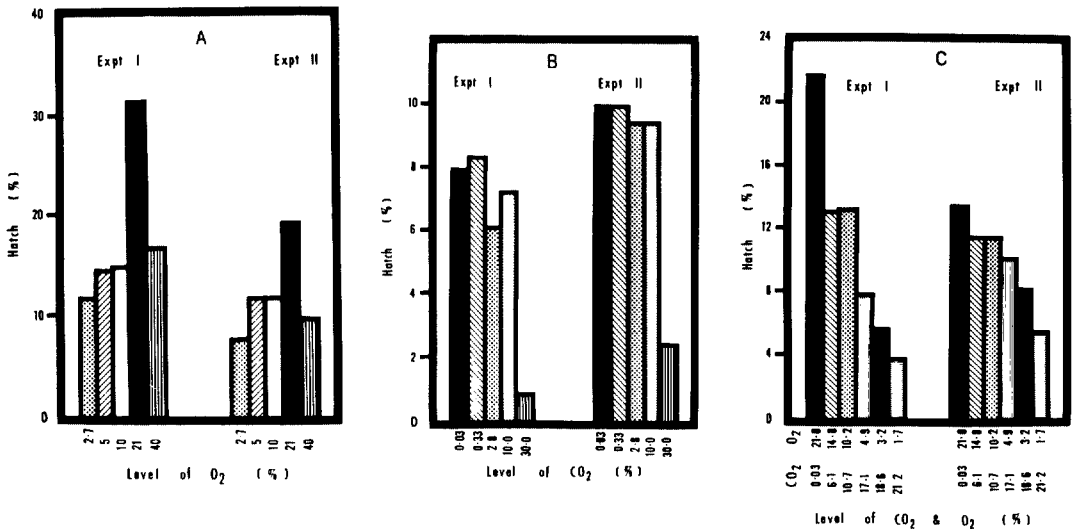 A
Expt I Expt II
Hatch (%)
40
30
20
10
0
2·7 5 10 21 40 2·7 5 10 21 40
Level of O₂ (%)
B
Expt I Expt II
Hatch (%)
10
8
6
4
2
0
0·03 0·33 2·8 10·0 30·0 0·03 0·33 2·8 10·0 30·0
Level of CO₂ (%)
C
Expt I Expt II
Hatch (%)
24
20
16
12
8
4
0
O₂ 21·8 14·8 10·2 4·9 3·2 1·7 21·8 14·8 10·2 4·9 3·2 1·7
CO₂ 0·03 6·1 10·7 17·1 18·6 21·2 0·03 6·1 10·7 17·1 18·6 21·2
Level of CO₂ & O₂ (%)